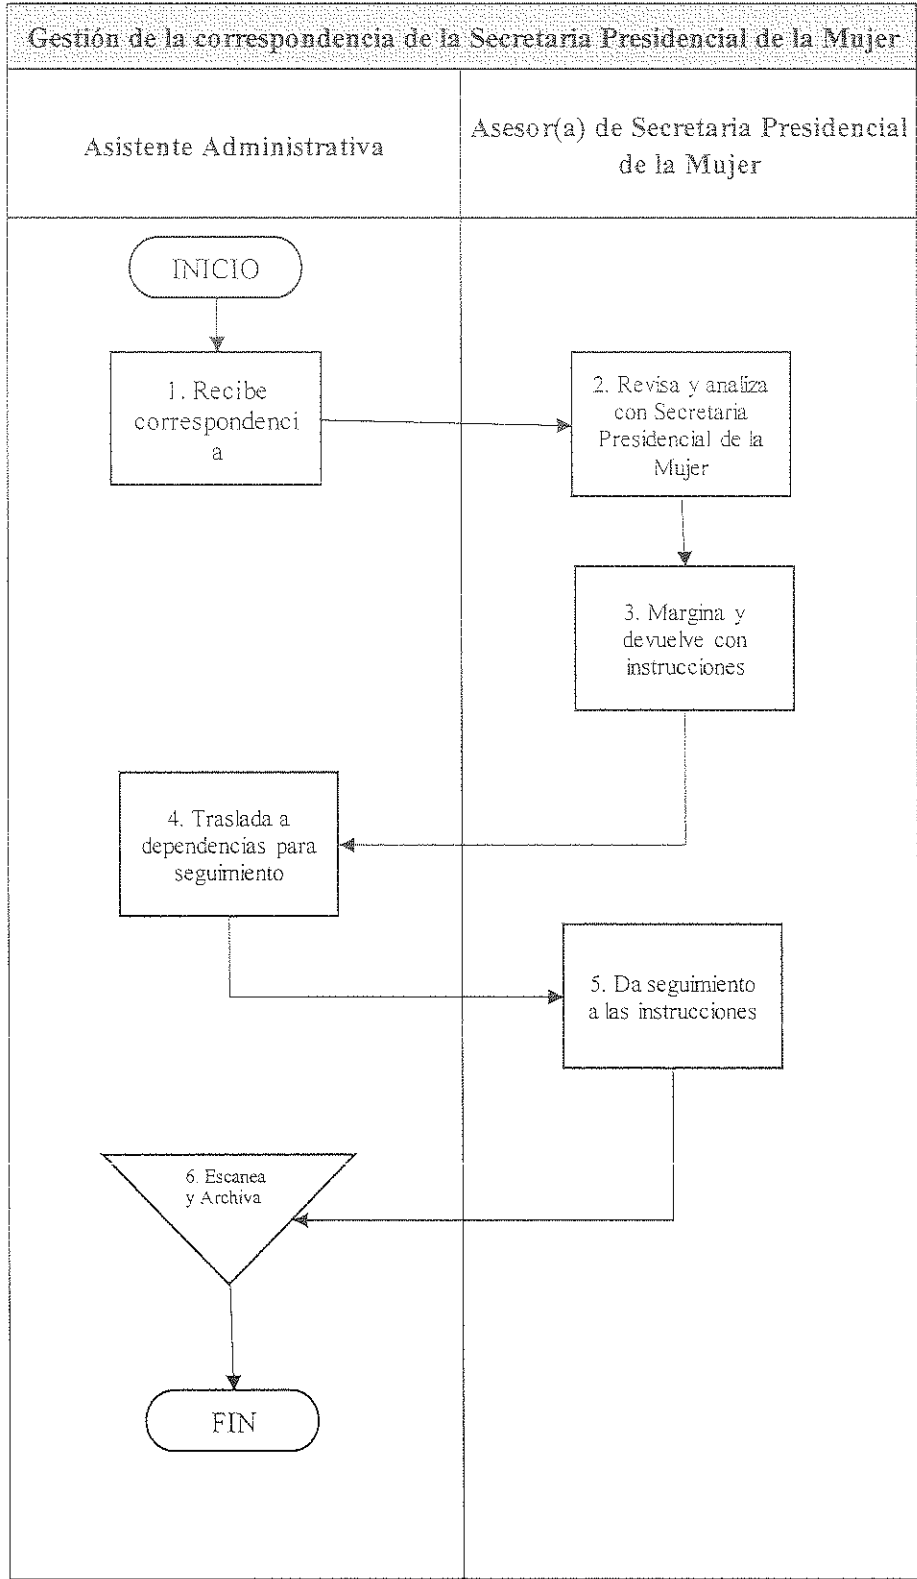 Gestión de la correspondencia de la Secretaria Presidencial de la Mujer
Asistente Administrativa
Asesor(a) de Secretaria Presidencial
de la Mujer
INICIO
1. Recibe
correspondenci
a
2. Revisa y analiza
con Secretaria
Presidencial de la
Mujer
3. Margina y
devuelve con
instrucciones
4. Traslada a
dependencias para
seguimiento
5. Da seguimiento
a las instrucciones
6. Escanea
y Archiva
FIN